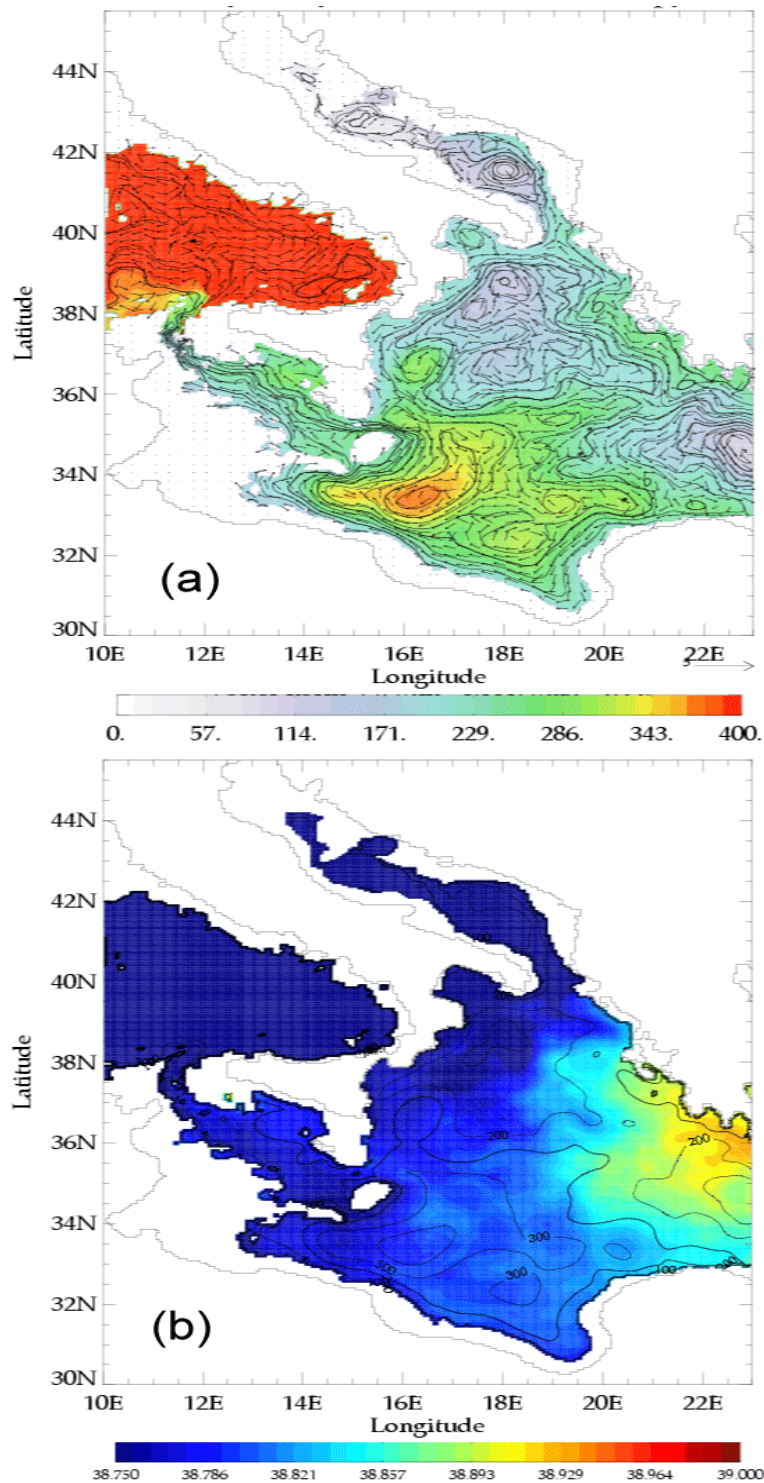 44N
42N
40N
38N
36N
34N
32N
30N
Latitude
(a)
10E 12E 14E 16E 18E 20E 22E
Longitude
5
0. 57. 114. 171. 229. 286. 343. 400.
44N
42N
40N
38N
36N
34N
32N
30N
Latitude
200
200
300
300
300
100
(b)
10E 12E 14E 16E 18E 20E 22E
Longitude
38.750 38.786 38.821 38.857 38.893 38.929 38.964 39.000